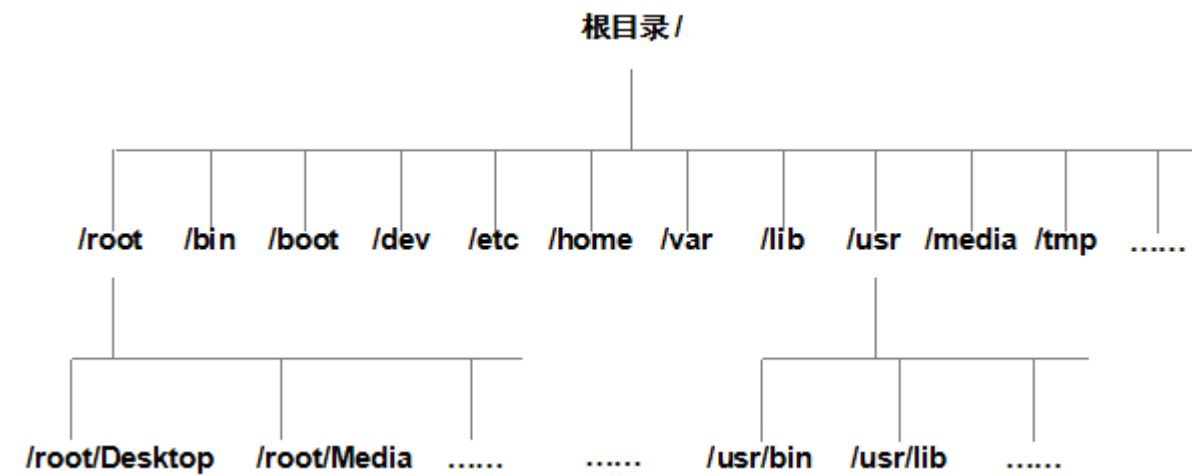 根目录 /
/root /bin /boot /dev /etc /home /var /lib /usr /media /tmp ……
/root/Desktop /root/Media …… …… /usr/bin /usr/lib ……